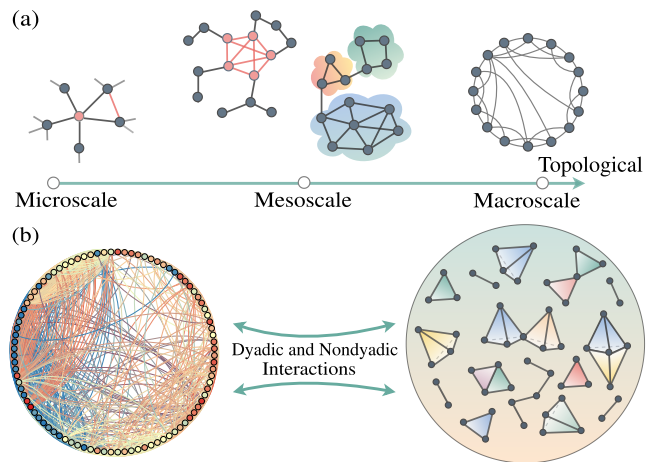 (a)
Topological
Microscale
Mesoscale
Macroscale
(b)
Dyadic and Nondyadic
Interactions